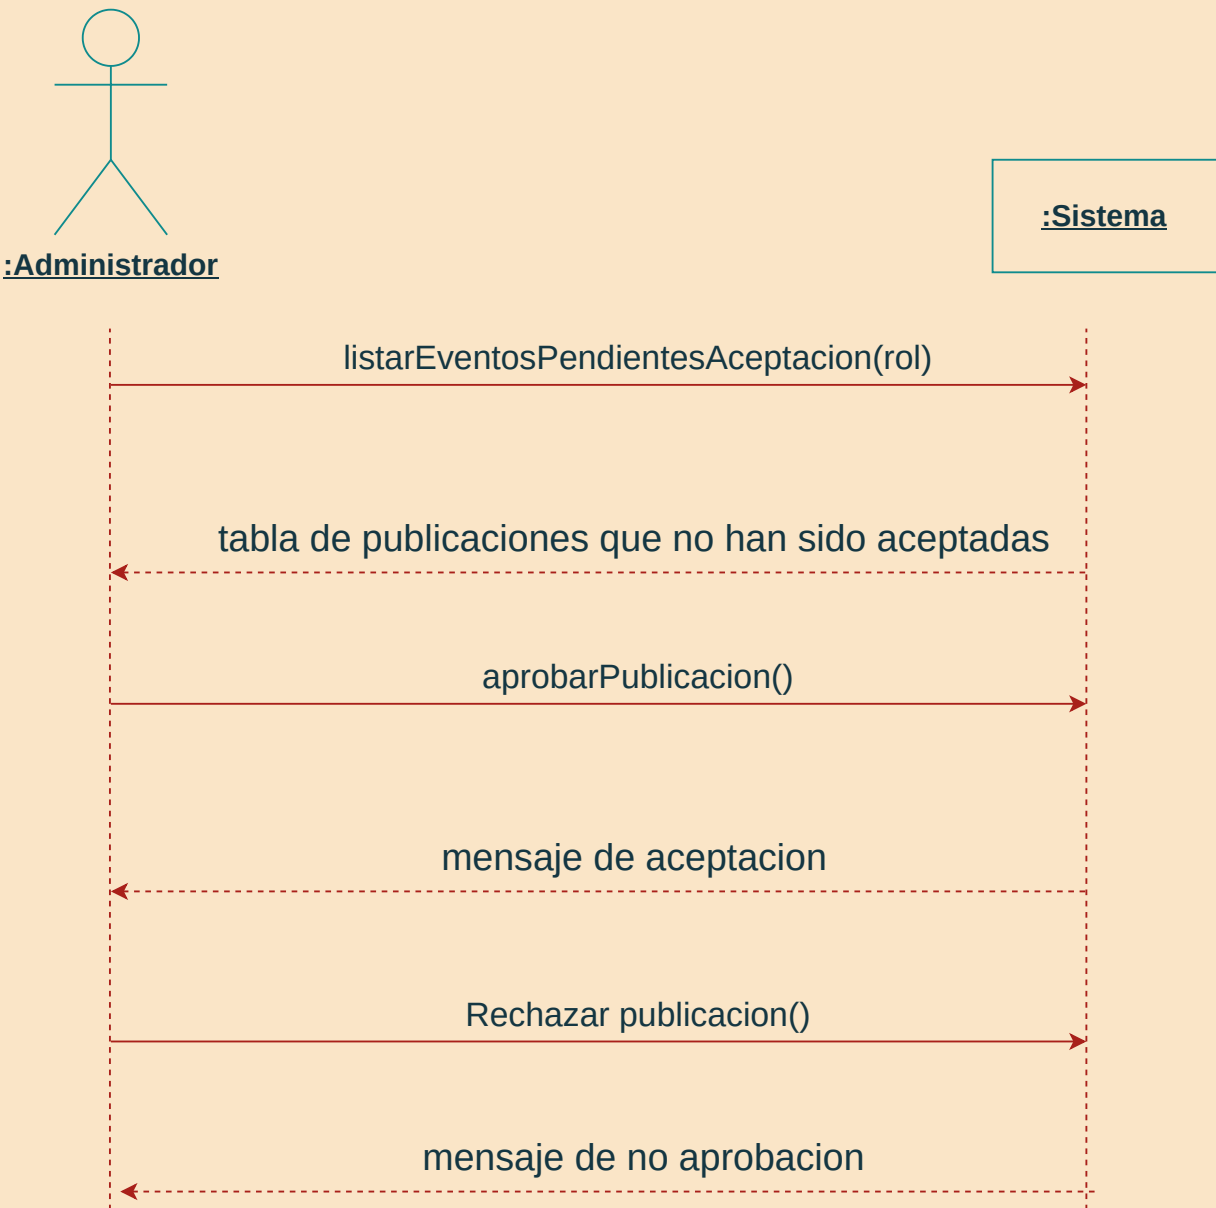 :Administrador
:Sistema
listarEventosPendientesAceptacion(rol)
tabla de publicaciones que no han sido aceptadas
aprobarPublicacion()
mensaje de aceptacion
Rechazar publicacion()
mensaje de no aprobacion